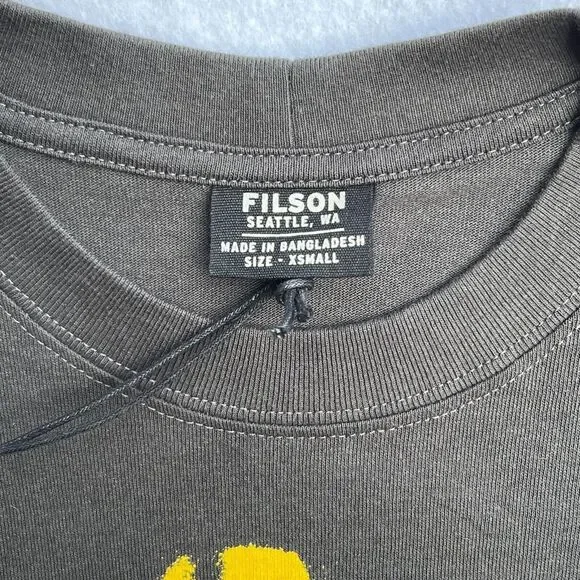 FILSON
SEATTLE, WA
MADE IN BANGLADESH
SIZE - XSMALL